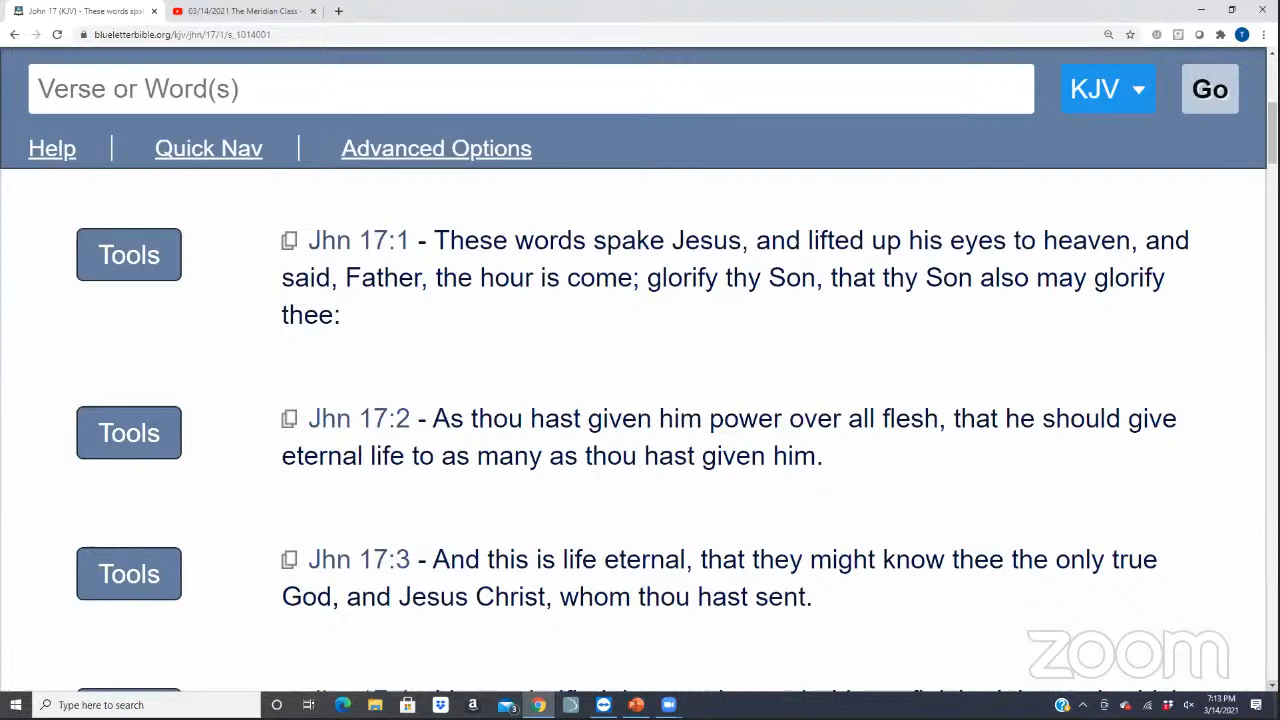 John 17 (KJV) - These words spa
03/14/2021 The Meridian Class -
blueletterbible.org/kjv/jhn/17/1/s_1014001
T
Verse or Word(s)
KJV
Go
Help
Quick Nav
Advanced Options
Tools
Jhn 17:1 - These words spake Jesus, and lifted up his eyes to heaven, and
said, Father, the hour is come; glorify thy Son, that thy Son also may glorify
thee:
Tools
Jhn 17:2 - As thou hast given him power over all flesh, that he should give
eternal life to as many as thou hast given him.
Tools
Jhn 17:3 - And this is life eternal, that they might know thee the only true
God, and Jesus Christ, whom thou hast sent.
zoom
Type here to search
3
7:13 PM
3/14/2021